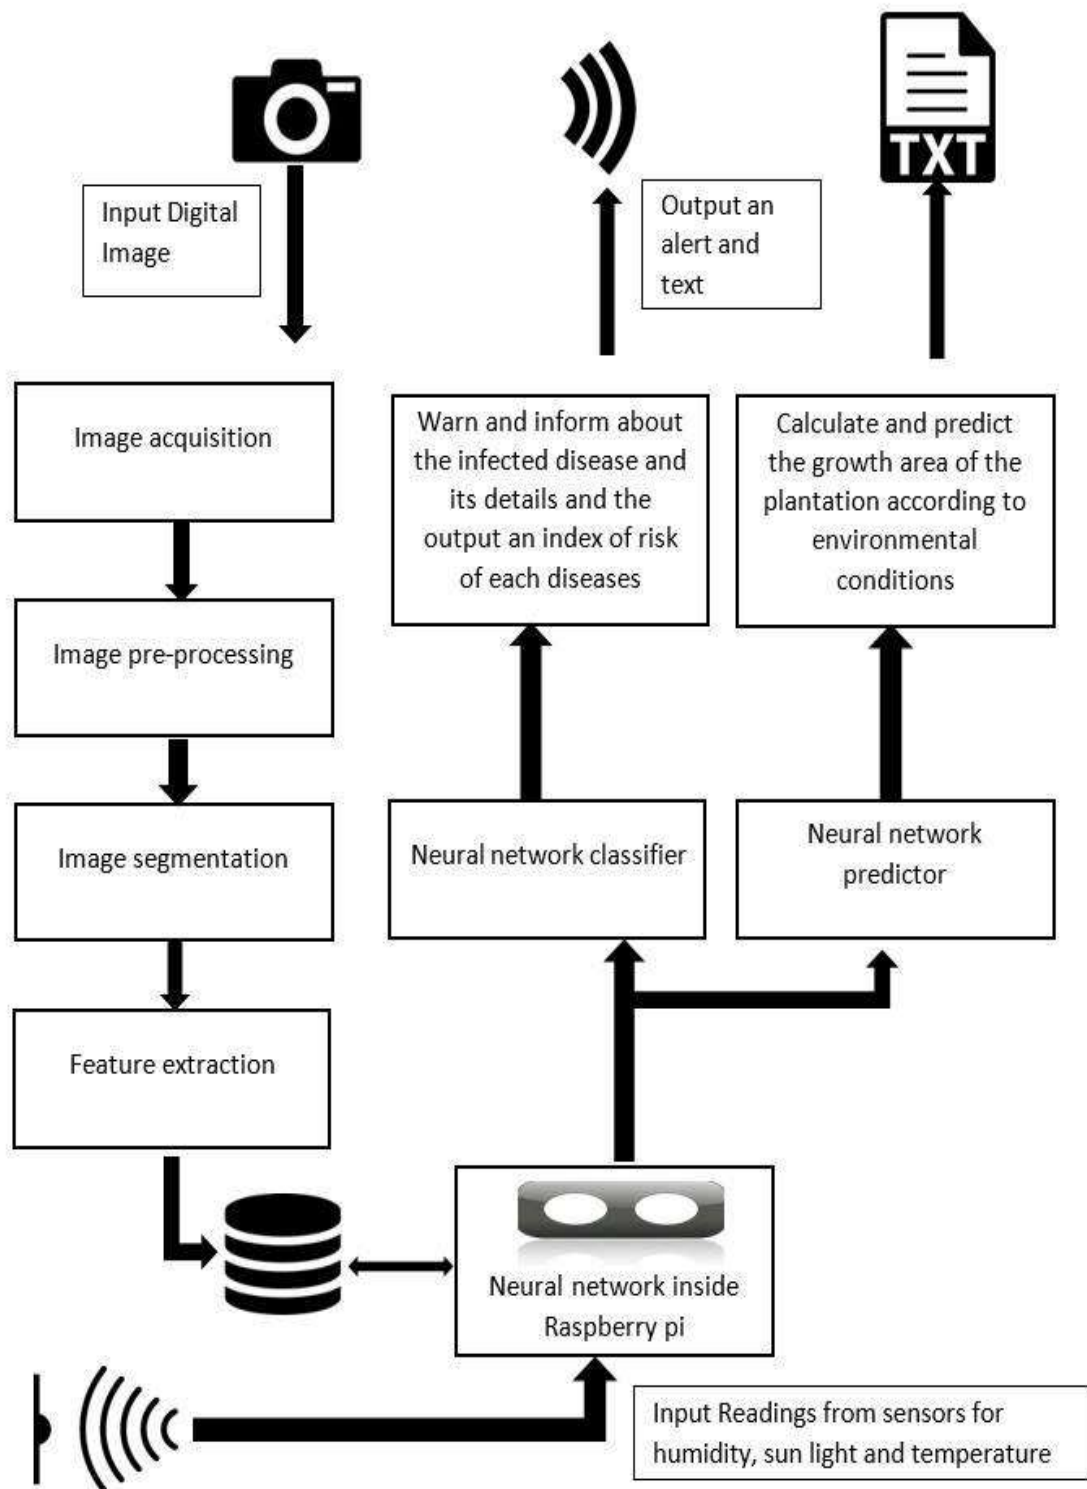 TXT
Input Digital
Image
Output an
alert and
text
Image acquisition
Image pre-processing
Image segmentation
Feature extraction
Warn and inform about
the infected disease and
its details and the
output an index of risk
of each diseases
Calculate and predict
the growth area of the
plantation according to
environmental
conditions
Neural network classifier
Neural network
predictor
Neural network inside
Raspberry pi
Input Readings from sensors for
humidity, sun light and temperature